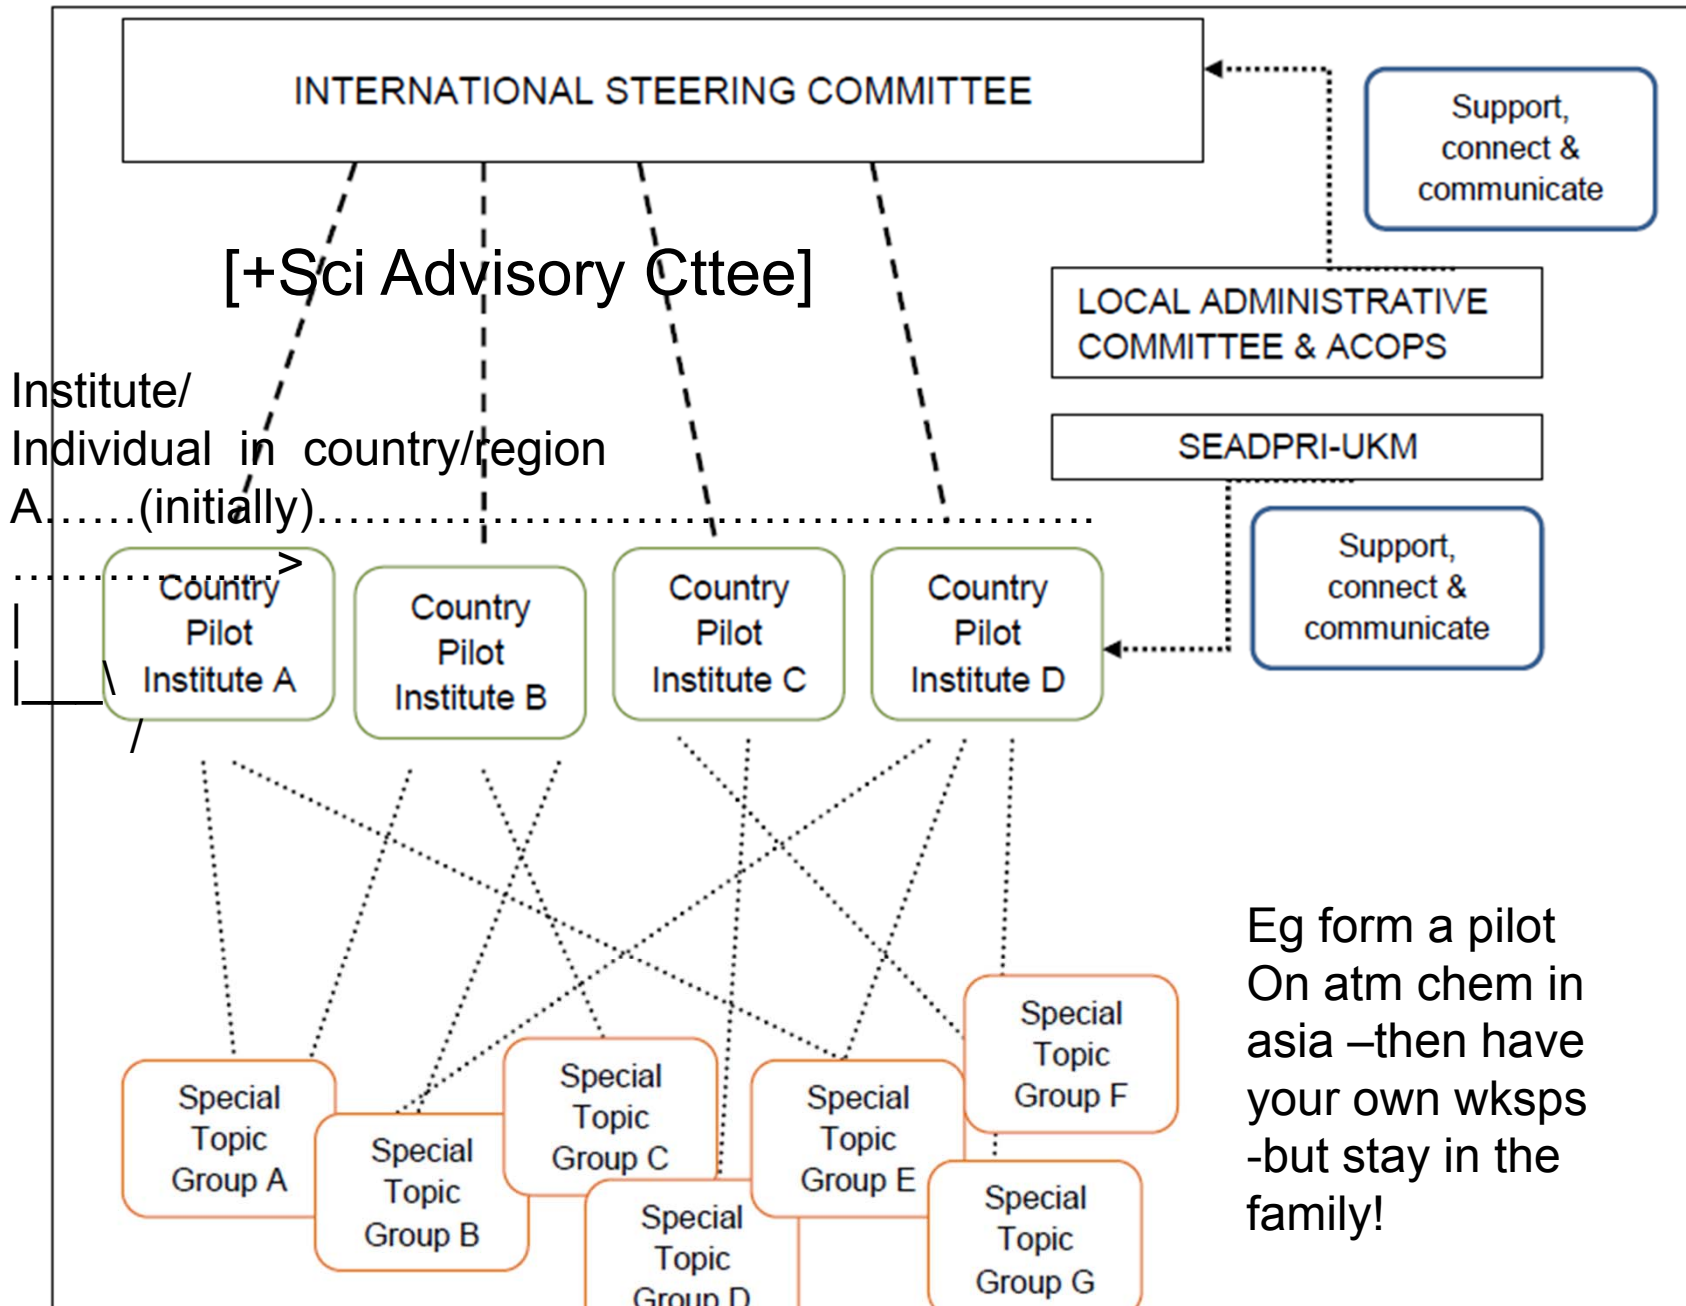 INTERNATIONAL STEERING COMMITTEE
Support,
connect &
communicate
[+Sci Advisory Cttee]
LOCAL ADMINISTRATIVE
COMMITTEE & ACOPS
Institute/
Individual in country/region
A......(initially).................................................
.................>
|
|___\
/
SEADPRI-UKM
Support,
connect &
communicate
Country
Pilot
Institute A
Country
Pilot
Institute B
Country
Pilot
Institute C
Country
Pilot
Institute D
Eg form a pilot
On atm chem in
asia –then have
your own wksps
-but stay in the
family!
Special
Topic
Group A
Special
Topic
Group B
Special
Topic
Group C
Special
Topic
Group D
Special
Topic
Group E
Special
Topic
Group F
Special
Topic
Group G